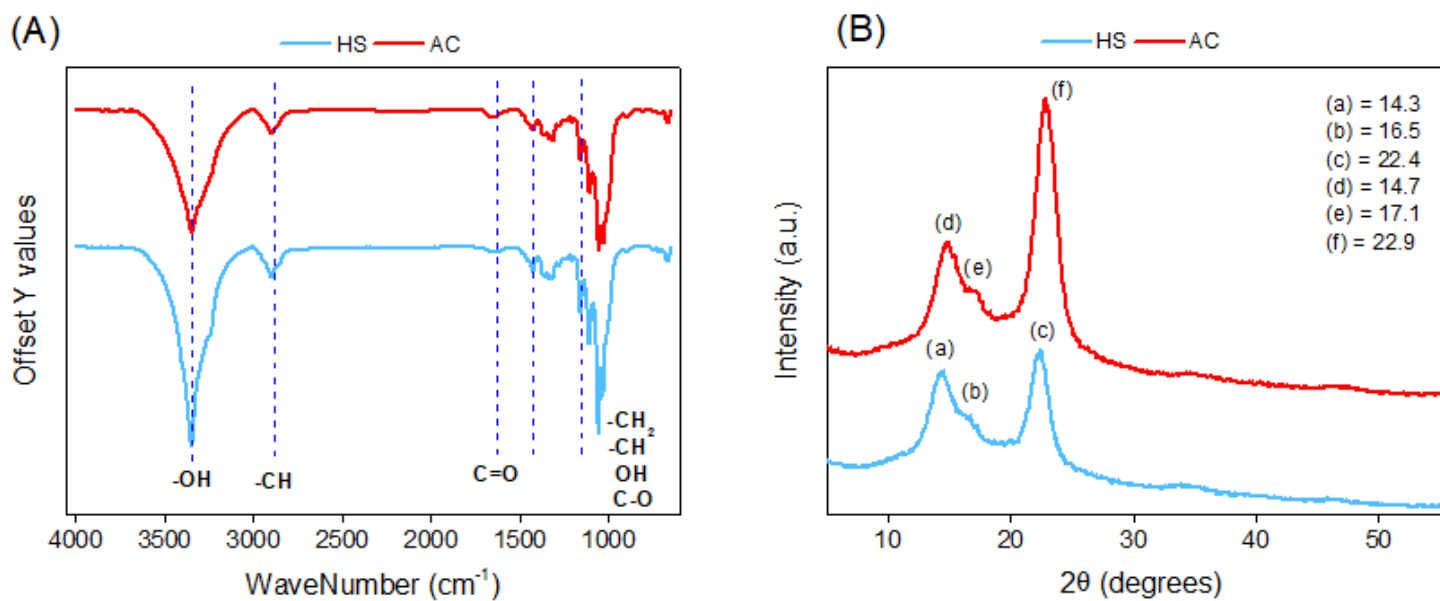 (A)
HS AC
Offset Y values
-OH
-CH
C=O
-CH₂
-CH²
OH
C-O
4000 3500 3000 2500 2000 1500 1000
WaveNumber (cm⁻¹)
(B)
HS AC
Intensity (a.u.)
(f)
(d)
(e)
(c)
(a)
(b)
(a) = 14.3
(b) = 16.5
(c) = 22.4
(d) = 14.7
(e) = 17.1
(f) = 22.9
10 20 30 40 50
2θ (degrees)